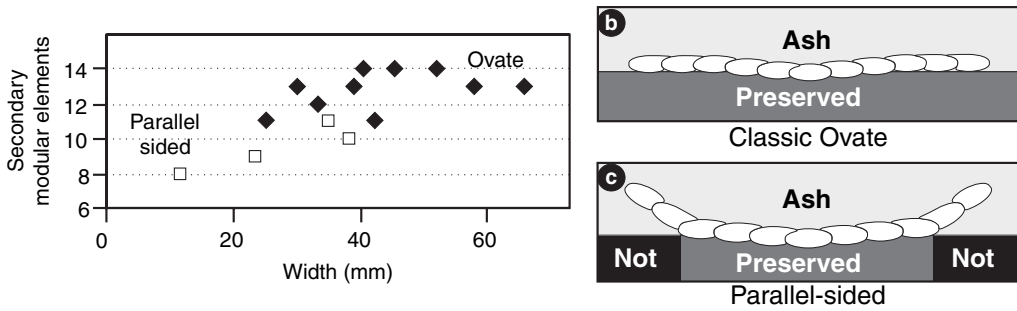 Secondary
modular elements
14
12
10
8
6
Ovate
Parallel
sided
0
20
40
60
Width (mm)
b
Ash
Preserved
Classic Ovate
c
Ash
Not
Preserved
Not
Parallel-sided